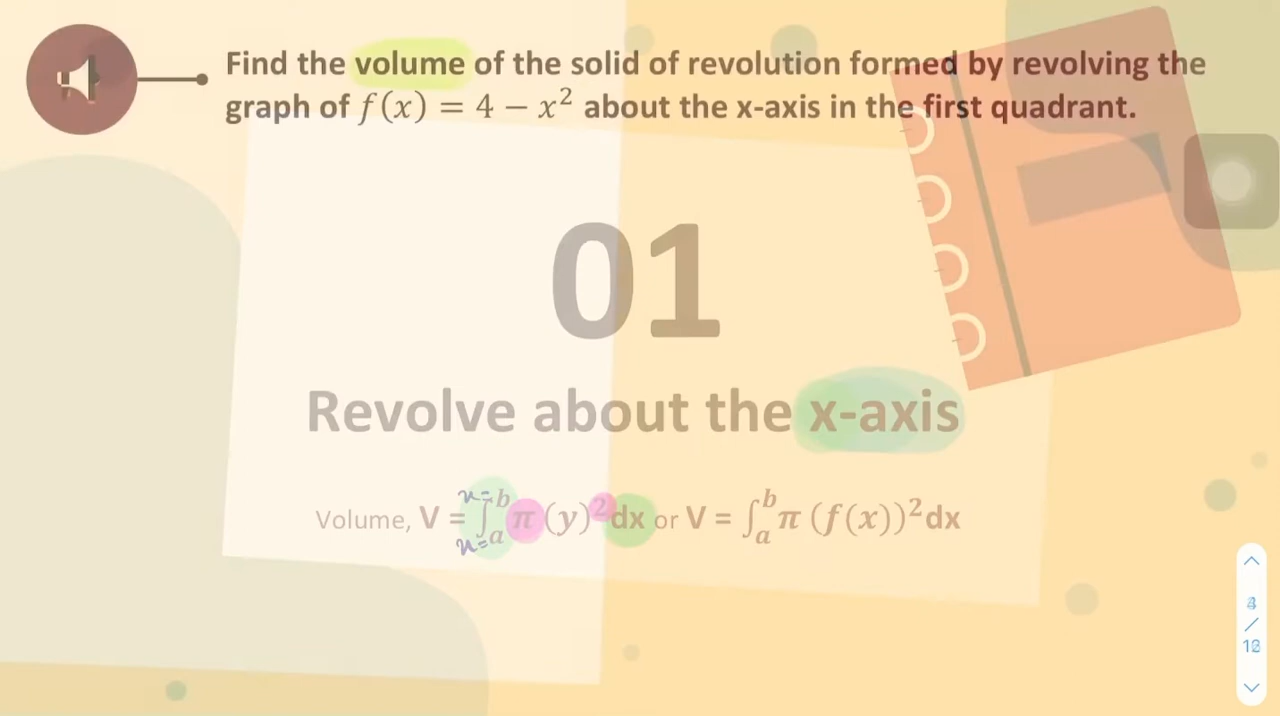 Find the volume of the solid of revolution formed by revolving the
graph of f(x) = 4 − x² about the x-axis in the first quadrant.
01
Revolve about the x-axis
x=b
Volume, V = ∫ₐᵇ π (y)² dx or V = ∫ₐᵇ π (f(x))² dx
x=a
/